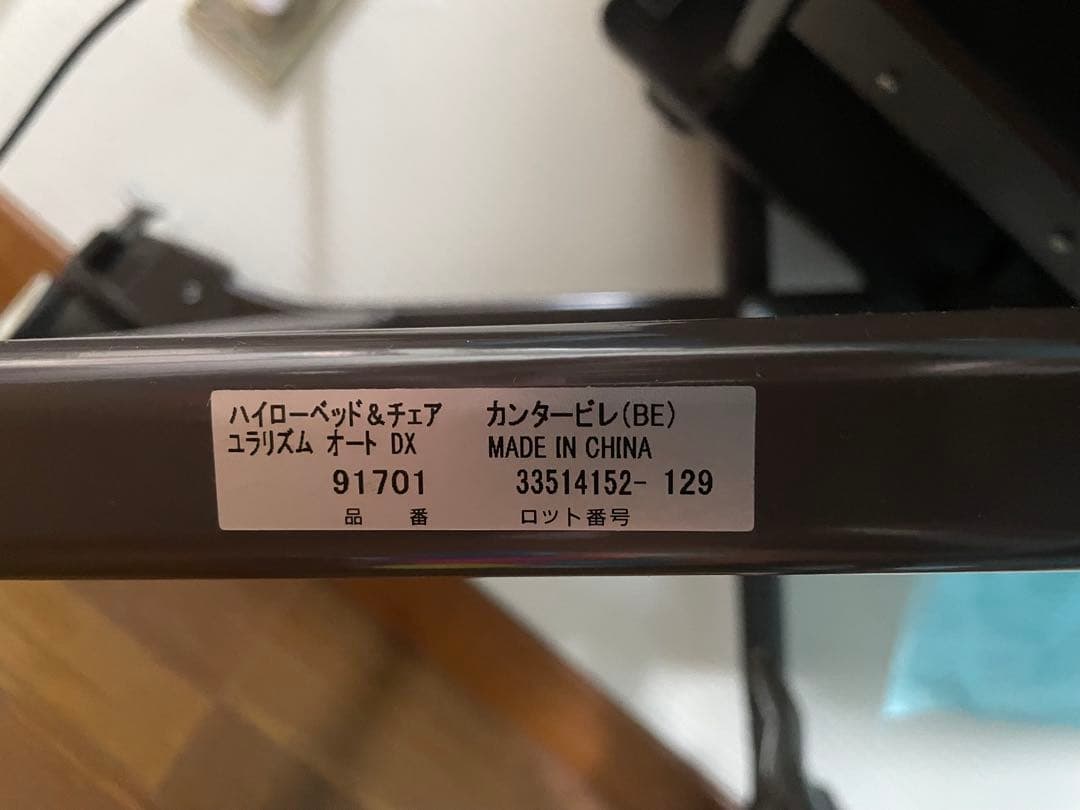 ハイローベッド&チェア カンタービレ(BE)
ユラリズム オート DX MADE IN CHINA
91701 33514152- 129
品 番 ロット番号